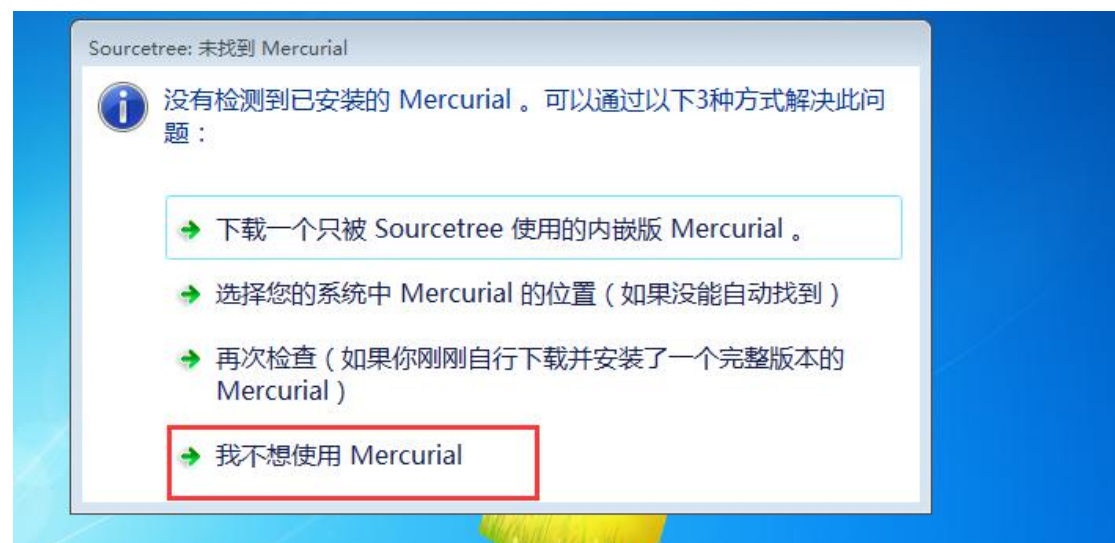 Sourcetree: 未找到 Mercurial
没有检测到已安装的 Mercurial 。可以通过以下3种方式解决此问
题：
下载一个只被 Sourcetree 使用的内嵌版 Mercurial 。
选择您的系统中 Mercurial 的位置 ( 如果没能自动找到 )
再次检查 ( 如果你刚刚自行下载并安装了一个完整版本的
Mercurial )
我不想使用 Mercurial